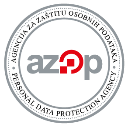 AGENCIJA ZA ZAŠTITU OSOBNIH PODATAKA
azop
PERSONAL DATA PROTECTION AGENCY